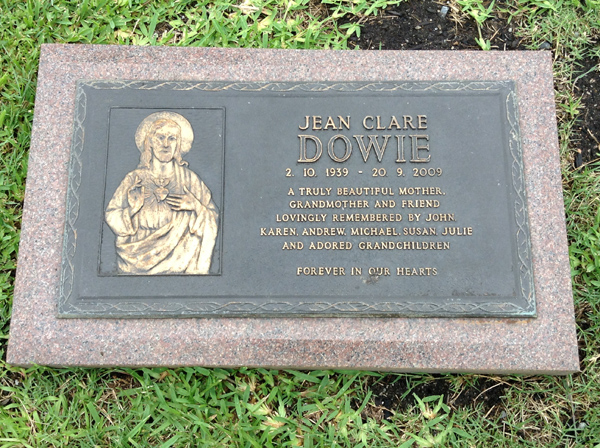 JEAN CLARE
DOWIE
2. 10. 1939 - 20. 9. 2009
A TRULY BEAUTIFUL MOTHER,
GRANDMOTHER AND FRIEND
LOVINGLY REMEMBERED BY JOHN,
KAREN, ANDREW, MICHAEL, SUSAN, JULIE
AND ADORED GRANDCHILDREN
FOREVER IN OUR HEARTS